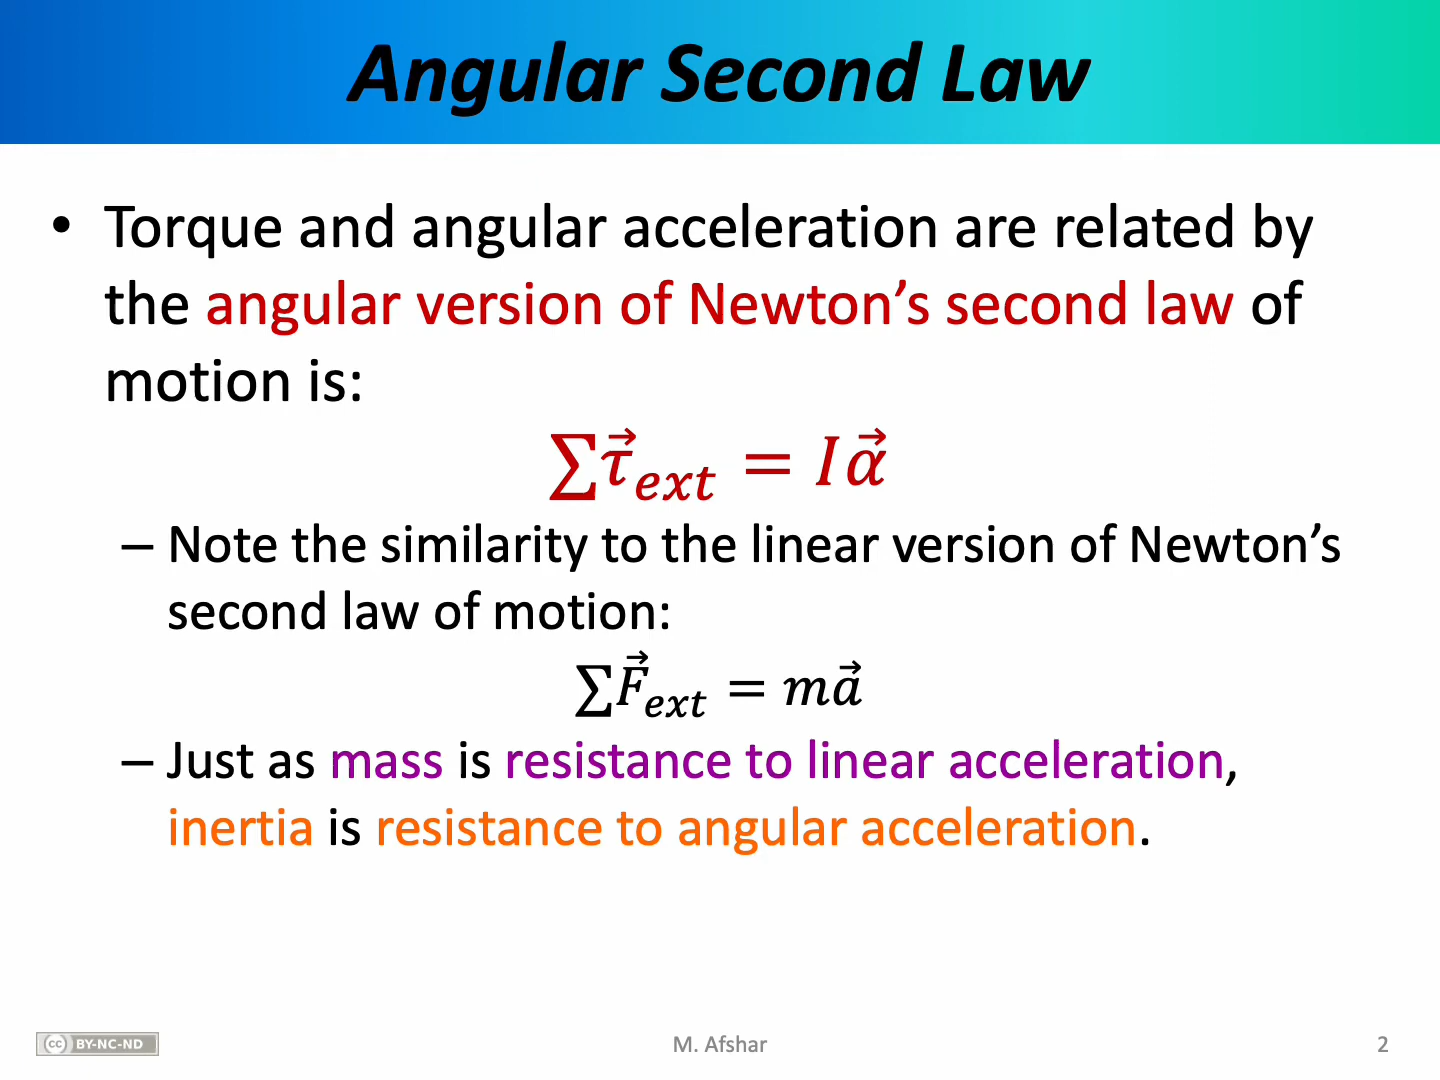 Angular Second Law
• Torque and angular acceleration are related by
the angular version of Newton’s second law of
motion is:
∑τ⃗ₑₓₜ = Iα⃗
– Note the similarity to the linear version of Newton’s
second law of motion:
∑F⃗ₑₓₜ = ma⃗
– Just as mass is resistance to linear acceleration,
inertia is resistance to angular acceleration.
cc BY-NC-ND
M. Afshar
2